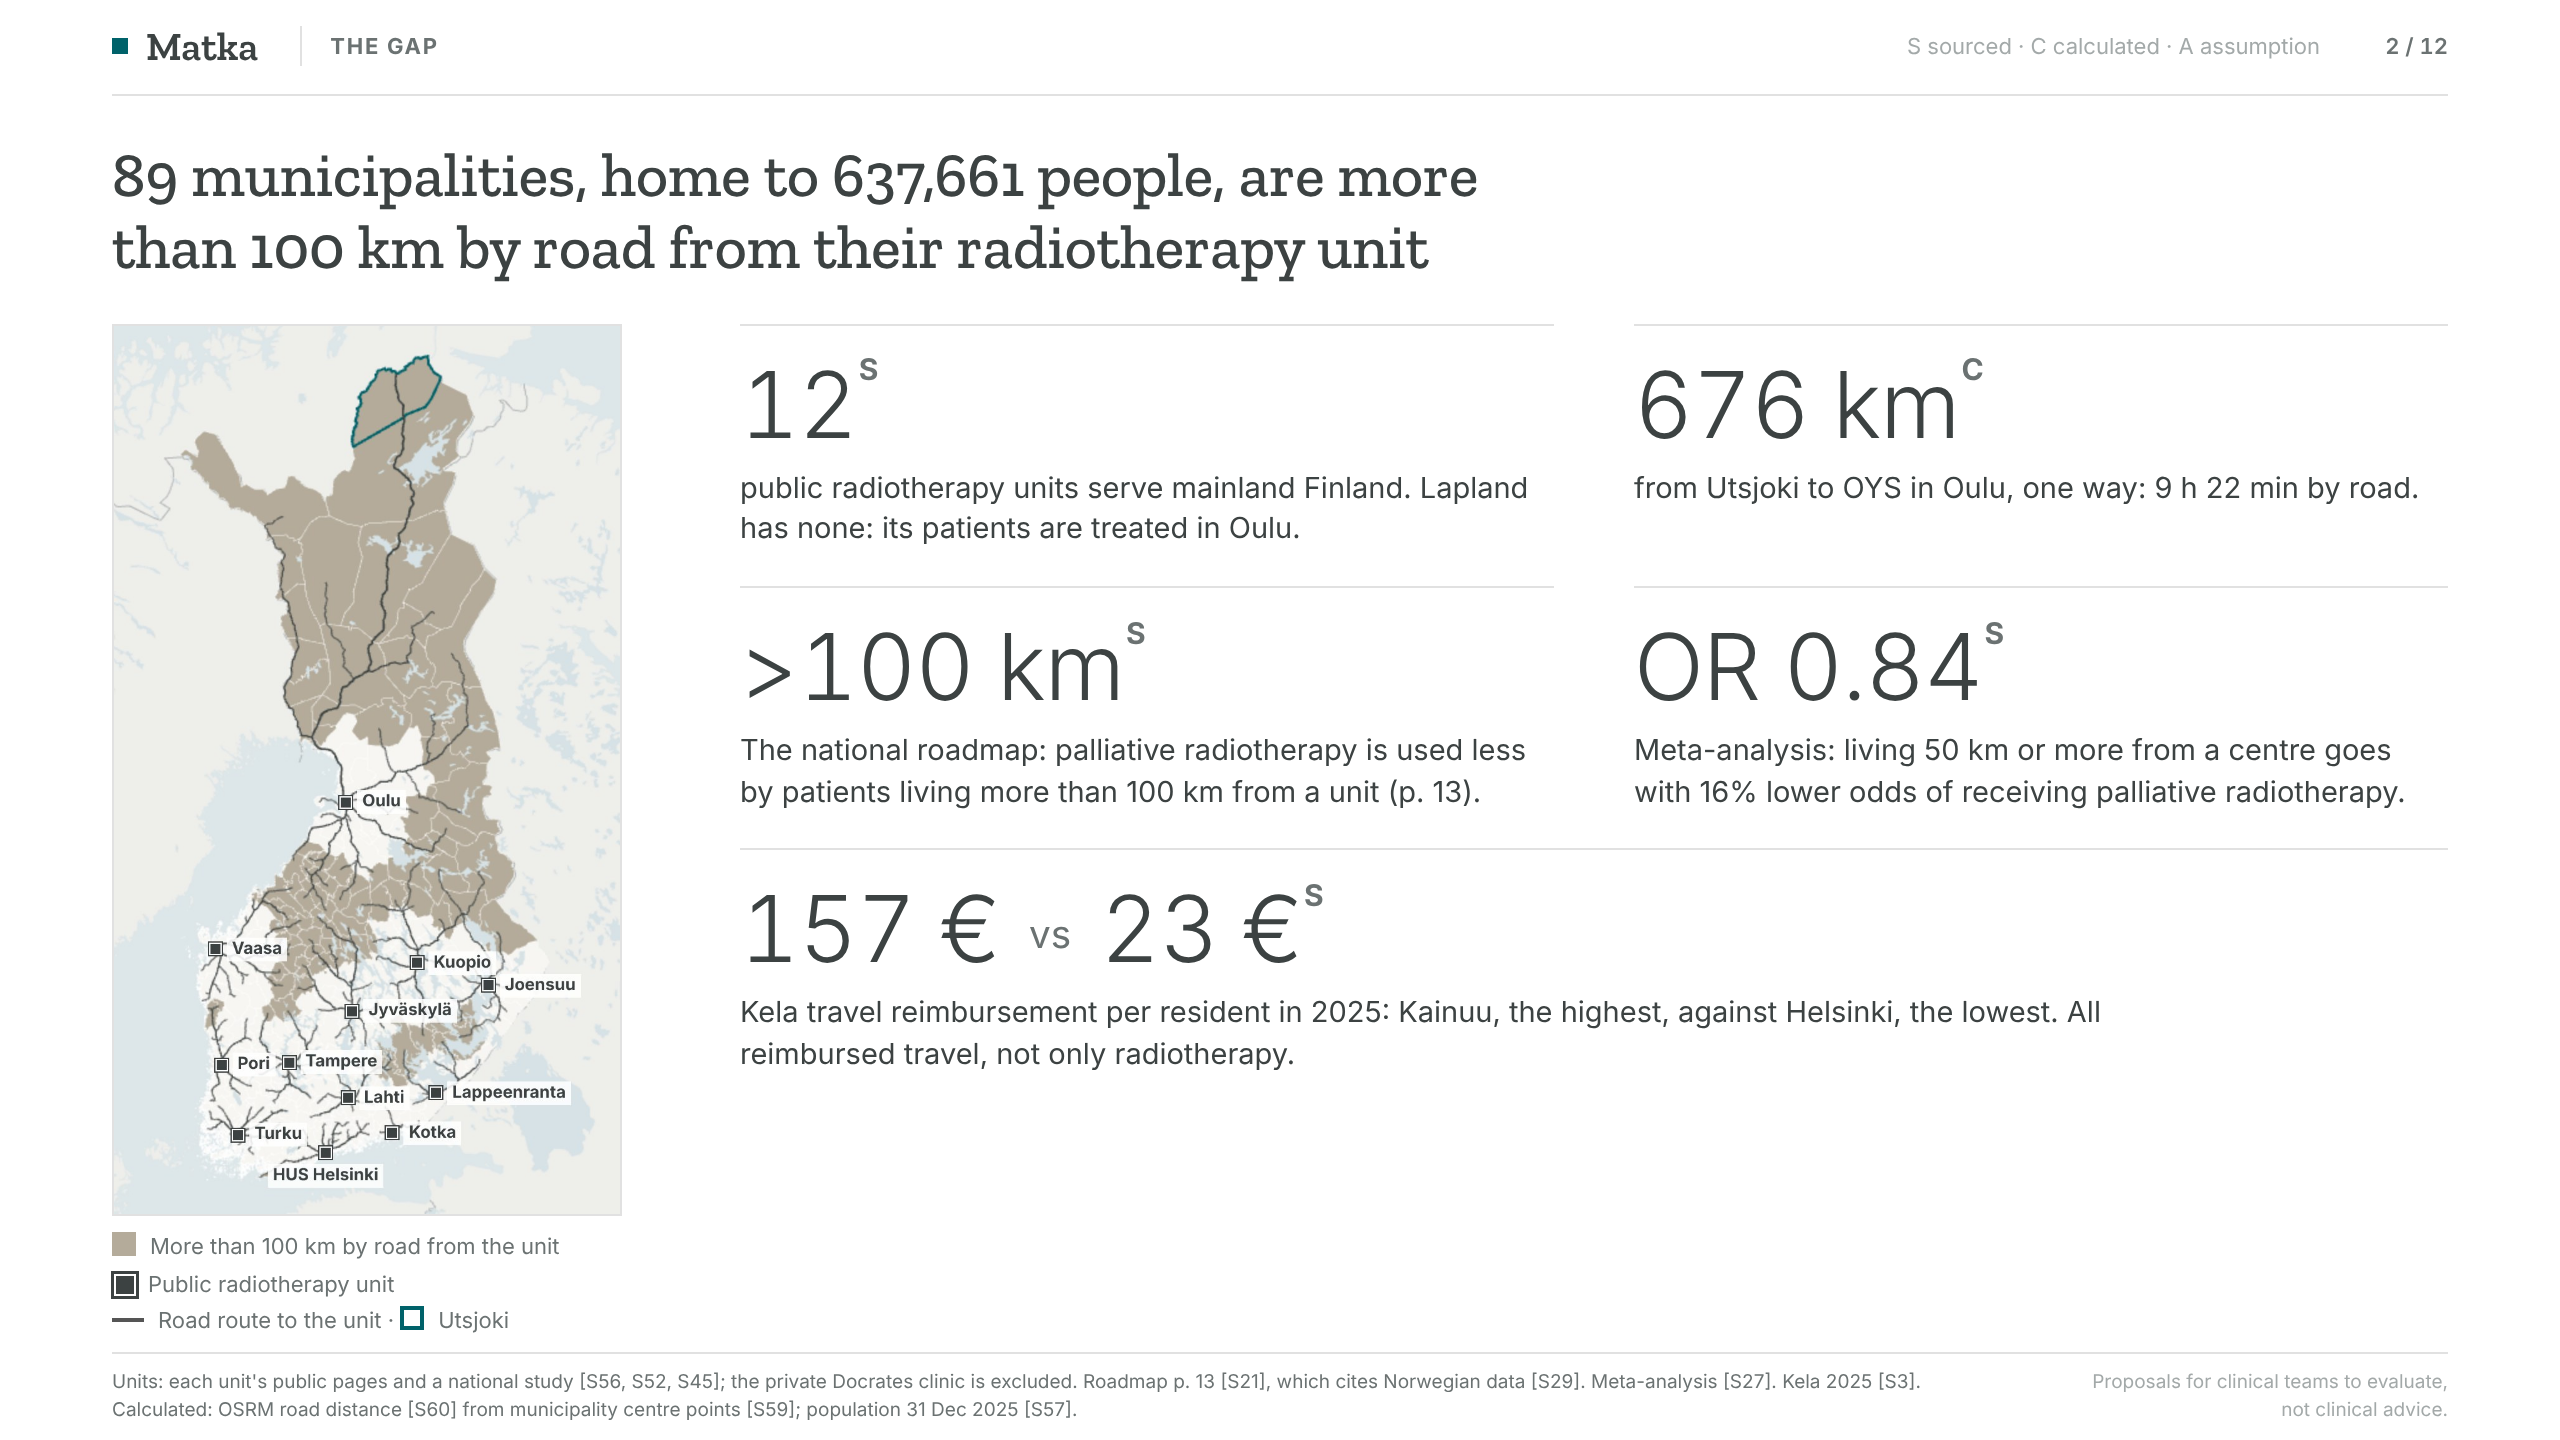 Matka
THE GAP
S sourced · C calculated · A assumption
2 / 12
89 municipalities, home to 637,661 people, are more
than 100 km by road from their radiotherapy unit
Oulu
Vaasa
Kuopio
Joensuu
Jyväskylä
Pori
Tampere
Lahti
Lappeenranta
Turku
Kotka
HUS Helsinki
More than 100 km by road from the unit
Public radiotherapy unit
Road route to the unit · Utsjoki
12 S
public radiotherapy units serve mainland Finland. Lapland
has none: its patients are treated in Oulu.
676 km C
from Utsjoki to OYS in Oulu, one way: 9 h 22 min by road.
>100 km S
The national roadmap: palliative radiotherapy is used less
by patients living more than 100 km from a unit (p. 13).
OR 0.84 S
Meta-analysis: living 50 km or more from a centre goes
with 16% lower odds of receiving palliative radiotherapy.
157 € vs 23 € S
Kela travel reimbursement per resident in 2025: Kainuu, the highest, against Helsinki, the lowest. All
reimbursed travel, not only radiotherapy.
Units: each unit's public pages and a national study [S56, S52, S45]; the private Docrates clinic is excluded. Roadmap p. 13 [S21], which cites Norwegian data [S29]. Meta-analysis [S27]. Kela 2025 [S3].
Calculated: OSRM road distance [S60] from municipality centre points [S59]; population 31 Dec 2025 [S57].
Proposals for clinical teams to evaluate,
not clinical advice.